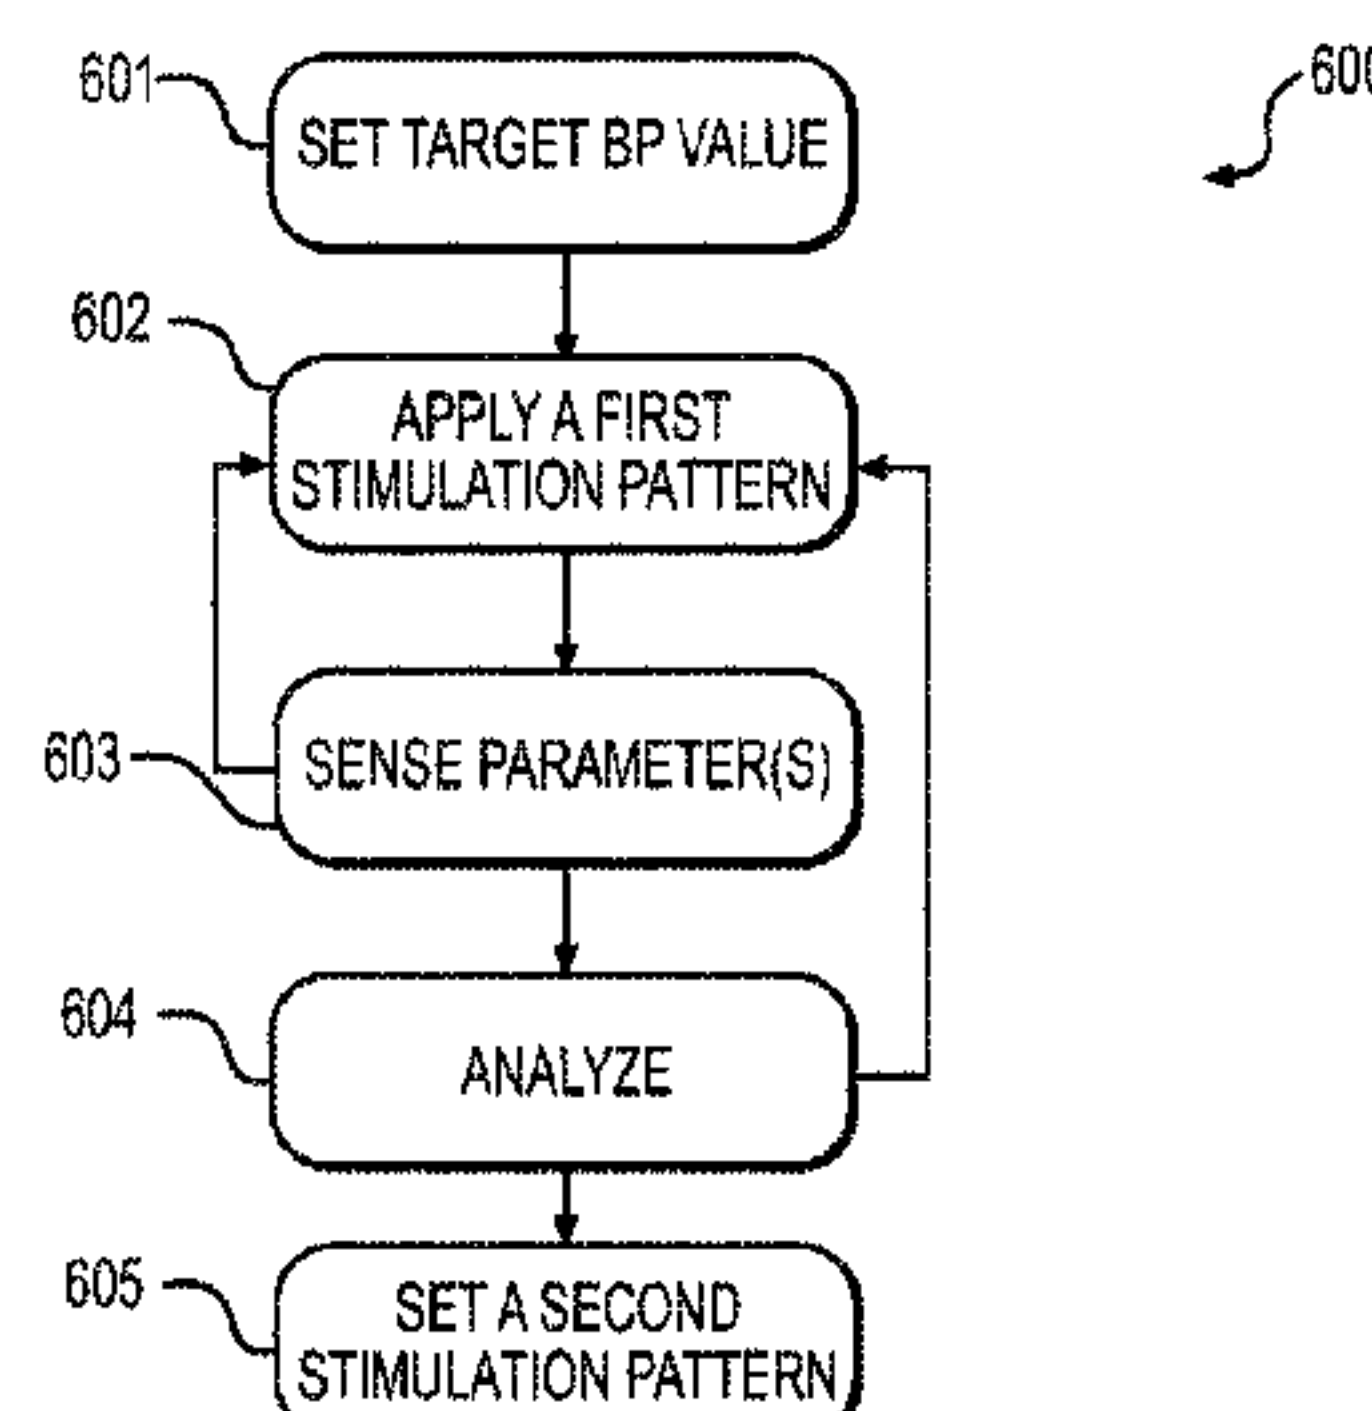 601
600
SET TARGET BP VALUE
602
APPLY A FIRST
STIMULATION PATTERN
603
SENSE PARAMETER(S)
604
ANALYZE
605
SET A SECOND
STIMULATION PATTERN